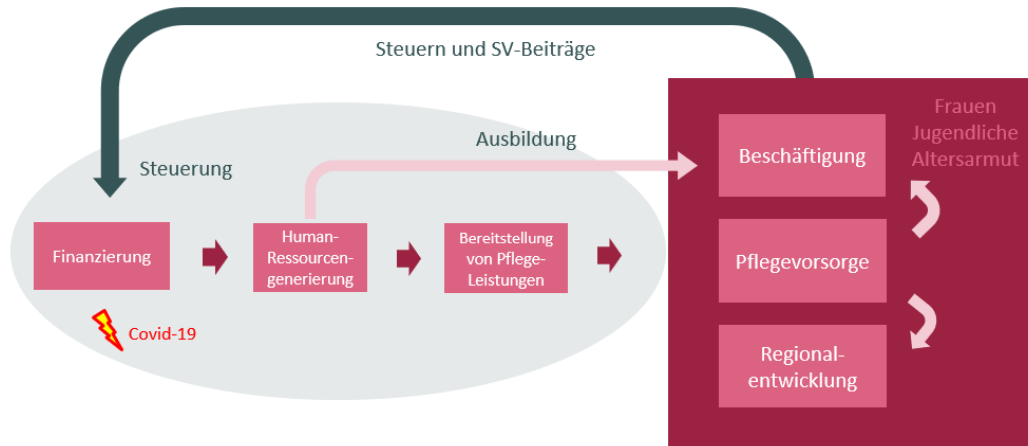 Steuern und SV-Beiträge
Steuerung
Ausbildung
Finanzierung
Human-
Ressourcen-
generierung
Bereitstellung
von Pflege-
Leistungen
Covid-19
Beschäftigung
Frauen
Jugendliche
Altersarmut
Pflegevorsorge
Regional-
entwicklung